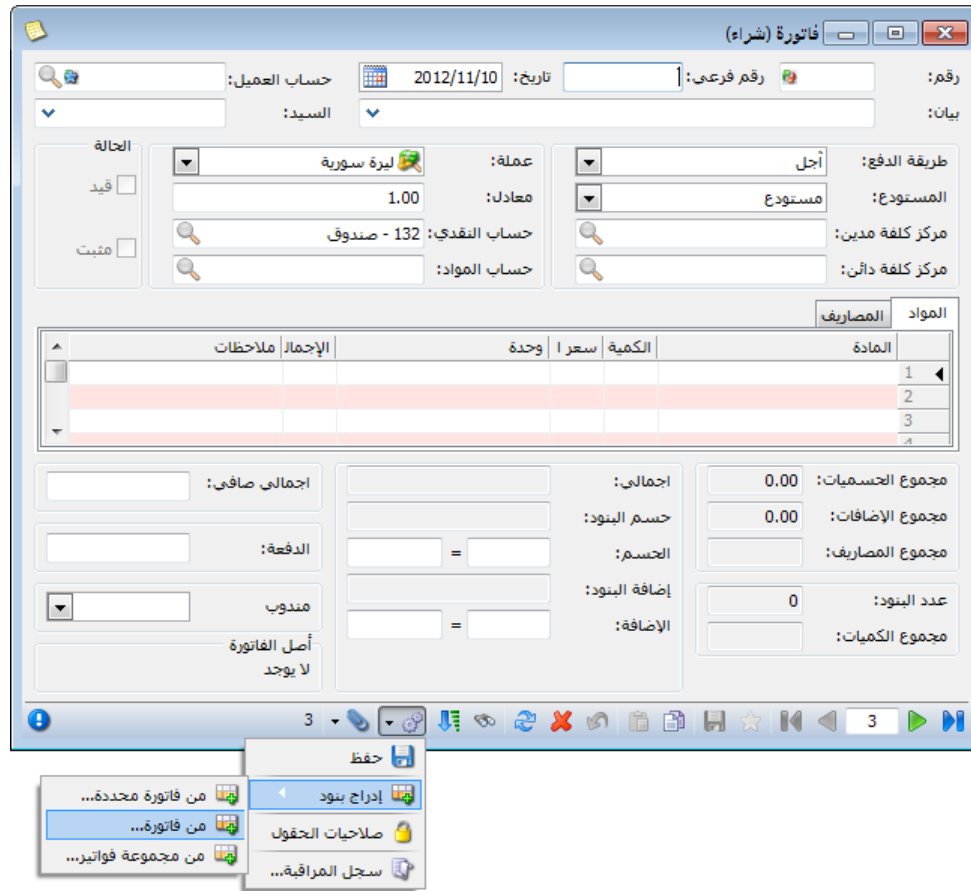 فاتورة (شراء)
رقم: رقم فرعي: 1 تاريخ: 2012/11/10 حساب العميل:
بيان: السيد:
طريقة الدفع: آجل عملة: ليرة سورية الحالة
المستودع: مستودع معادل: 1.00 قيد
مركز كلفة مدين: حساب النقدي: 132 - صندوق مثبت
مركز كلفة دائن: حساب المواد:
المواد المصاريف
المادة الكمية سعر ا وحدة الإجمال ملاحظات
1
2
3
4
مجموع الحسميات: 0.00 اجمالي: اجمالي صافي:
مجموع الإضافات: 0.00 حسم البنود:
مجموع المصاريف: الحسم: = الدفعة:
عدد البنود: 0 إضافة البنود: مندوب
مجموع الكميات: الإضافة: = أصل الفاتورة
لا يوجد
3 3
حفظ
إدراج بنود
صلاحيات الحقول
سجل المراقبة...
من فاتورة محددة...
من فاتورة...
من مجموعة فواتير...